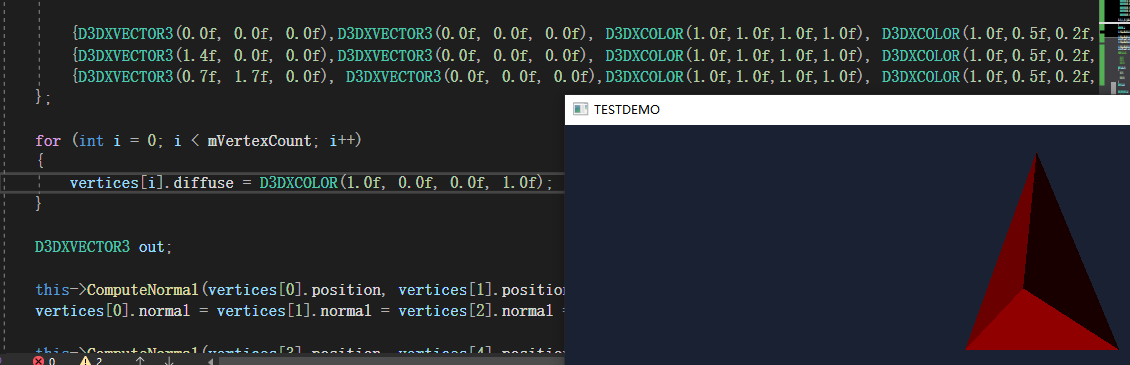 {D3DXVECTOR3(0.0f, 0.0f, 0.0f),D3DXVECTOR3(0.0f, 0.0f, 0.0f), D3DXCOLOR(1.0f,1.0f,1.0f,1.0f), D3DXCOLOR(1.0f,0.5f,0.2f,
{D3DXVECTOR3(1.4f, 0.0f, 0.0f),D3DXVECTOR3(0.0f, 0.0f, 0.0f), D3DXCOLOR(1.0f,1.0f,1.0f,1.0f), D3DXCOLOR(1.0f,0.5f,0.2f,
{D3DXVECTOR3(0.7f, 1.7f, 0.0f), D3DXVECTOR3(0.0f, 0.0f, 0.0f),D3DXCOLOR(1.0f,1.0f,1.0f,1.0f), D3DXCOLOR(1.0f,0.5f,0.2f,
};
TESTDEMO
for (int i = 0; i < mVertexCount; i++)
{
vertices[i].diffuse = D3DXCOLOR(1.0f, 0.0f, 0.0f, 1.0f);
}
D3DXVECTOR3 out;
this->ComputeNormal(vertices[0].position, vertices[1].position
vertices[0].normal = vertices[1].normal = vertices[2].normal =
this->ComputeNormal(vertices[3].position, vertices[4].position
0 2